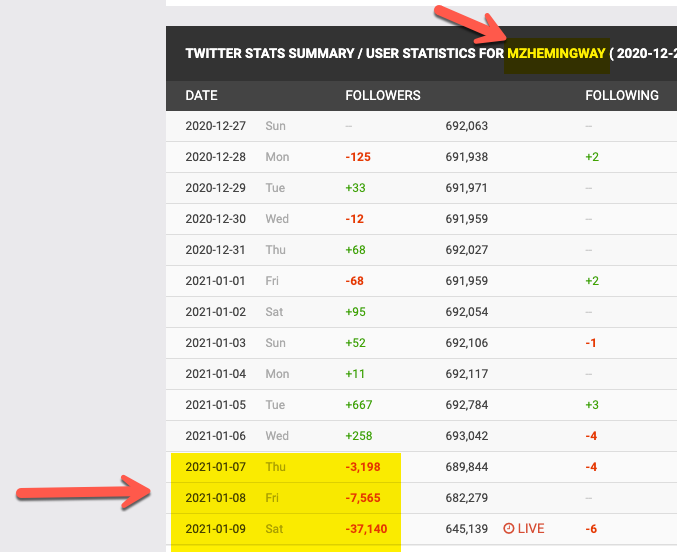 TWITTER STATS SUMMARY / USER STATISTICS FOR MZHEMINGWAY ( 2020-12-2
DATE FOLLOWERS FOLLOWING
2020-12-27 Sun -- 692,063 --
2020-12-28 Mon -125 691,938 +2
2020-12-29 Tue +33 691,971 --
2020-12-30 Wed -12 691,959 --
2020-12-31 Thu +68 692,027 --
2021-01-01 Fri -68 691,959 +2
2021-01-02 Sat +95 692,054 --
2021-01-03 Sun +52 692,106 -1
2021-01-04 Mon +11 692,117 --
2021-01-05 Tue +667 692,784 +3
2021-01-06 Wed +258 693,042 -4
2021-01-07 Thu -3,198 689,844 -4
2021-01-08 Fri -7,565 682,279 --
2021-01-09 Sat -37,140 645,139 LIVE -6